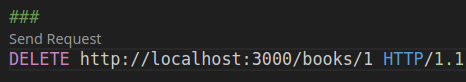 ###
Send Request
DELETE http://localhost:3000/books/1 HTTP/1.1